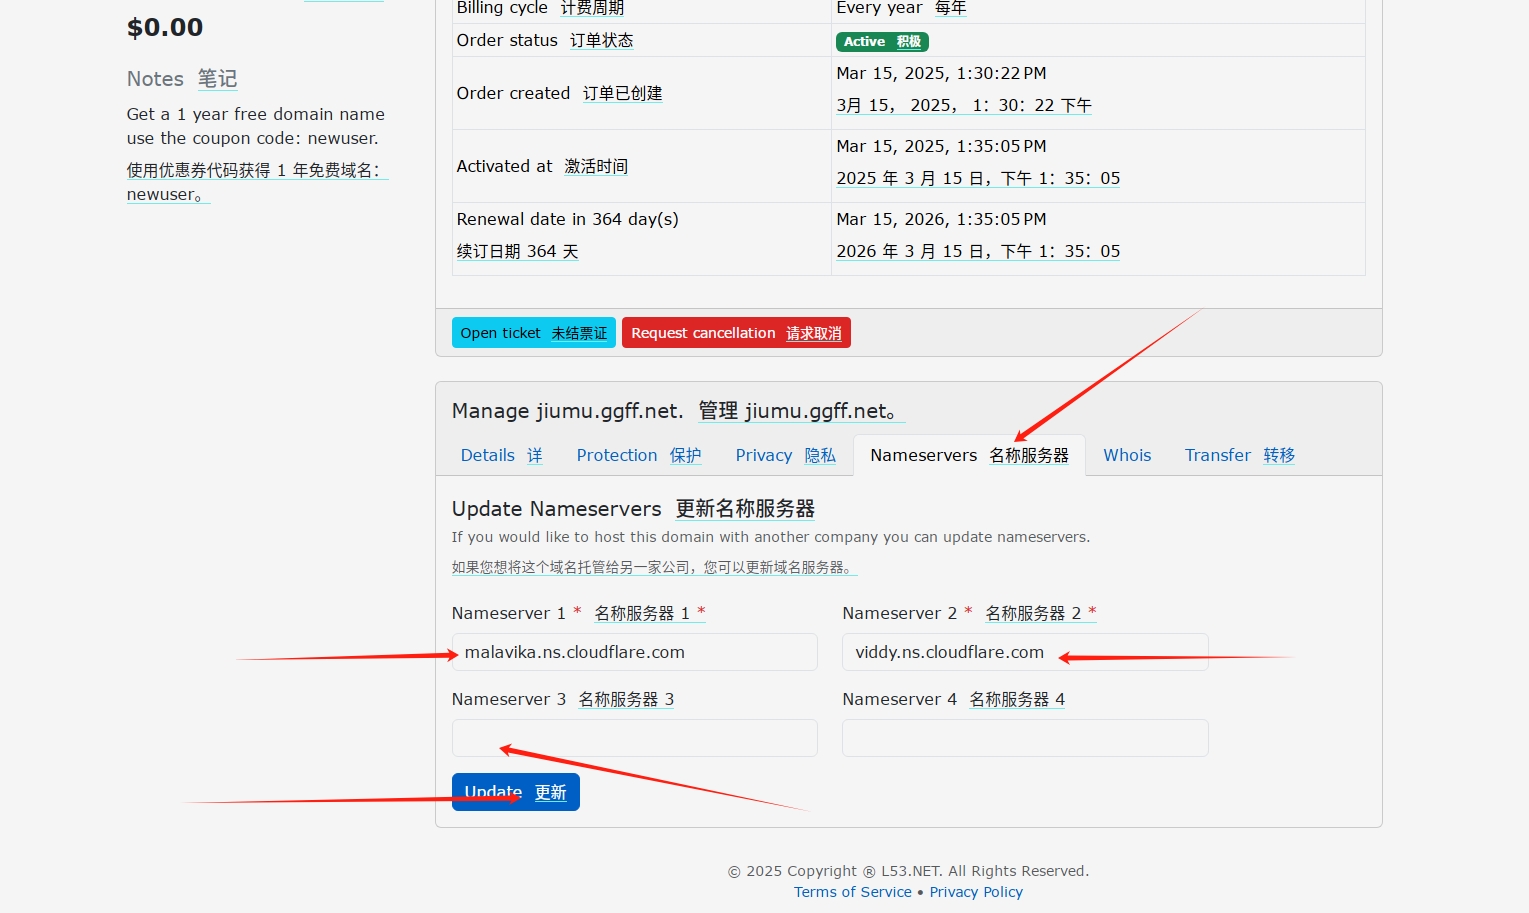 $0.00
Notes 笔记
Get a 1 year free domain name
use the coupon code: newuser.
使用优惠券代码获得 1 年免费域名：
newuser。
Billing cycle 计费周期 Every year 每年
Order status 订单状态 Active 积极
Order created 订单已创建 Mar 15, 2025, 1:30:22 PM
3月 15， 2025， 1：30：22 下午
Activated at 激活时间 Mar 15, 2025, 1:35:05 PM
2025 年 3 月 15 日，下午 1：35：05
Renewal date in 364 day(s) Mar 15, 2026, 1:35:05 PM
续订日期 364 天 2026 年 3 月 15 日，下午 1：35：05
Open ticket 未结票证 Request cancellation 请求取消
Manage jiumu.ggff.net. 管理 jiumu.ggff.net。
Details 详 Protection 保护 Privacy 隐私 Nameservers 名称服务器 Whois Transfer 转移
Update Nameservers 更新名称服务器
If you would like to host this domain with another company you can update nameservers.
如果您想将这个域名托管给另一家公司，您可以更新域名服务器。
Nameserver 1 * 名称服务器 1 * Nameserver 2 * 名称服务器 2 *
malavika.ns.cloudflare.com viddy.ns.cloudflare.com
Nameserver 3 名称服务器 3 Nameserver 4 名称服务器 4
Update 更新
© 2025 Copyright ® L53.NET. All Rights Reserved.
Terms of Service • Privacy Policy